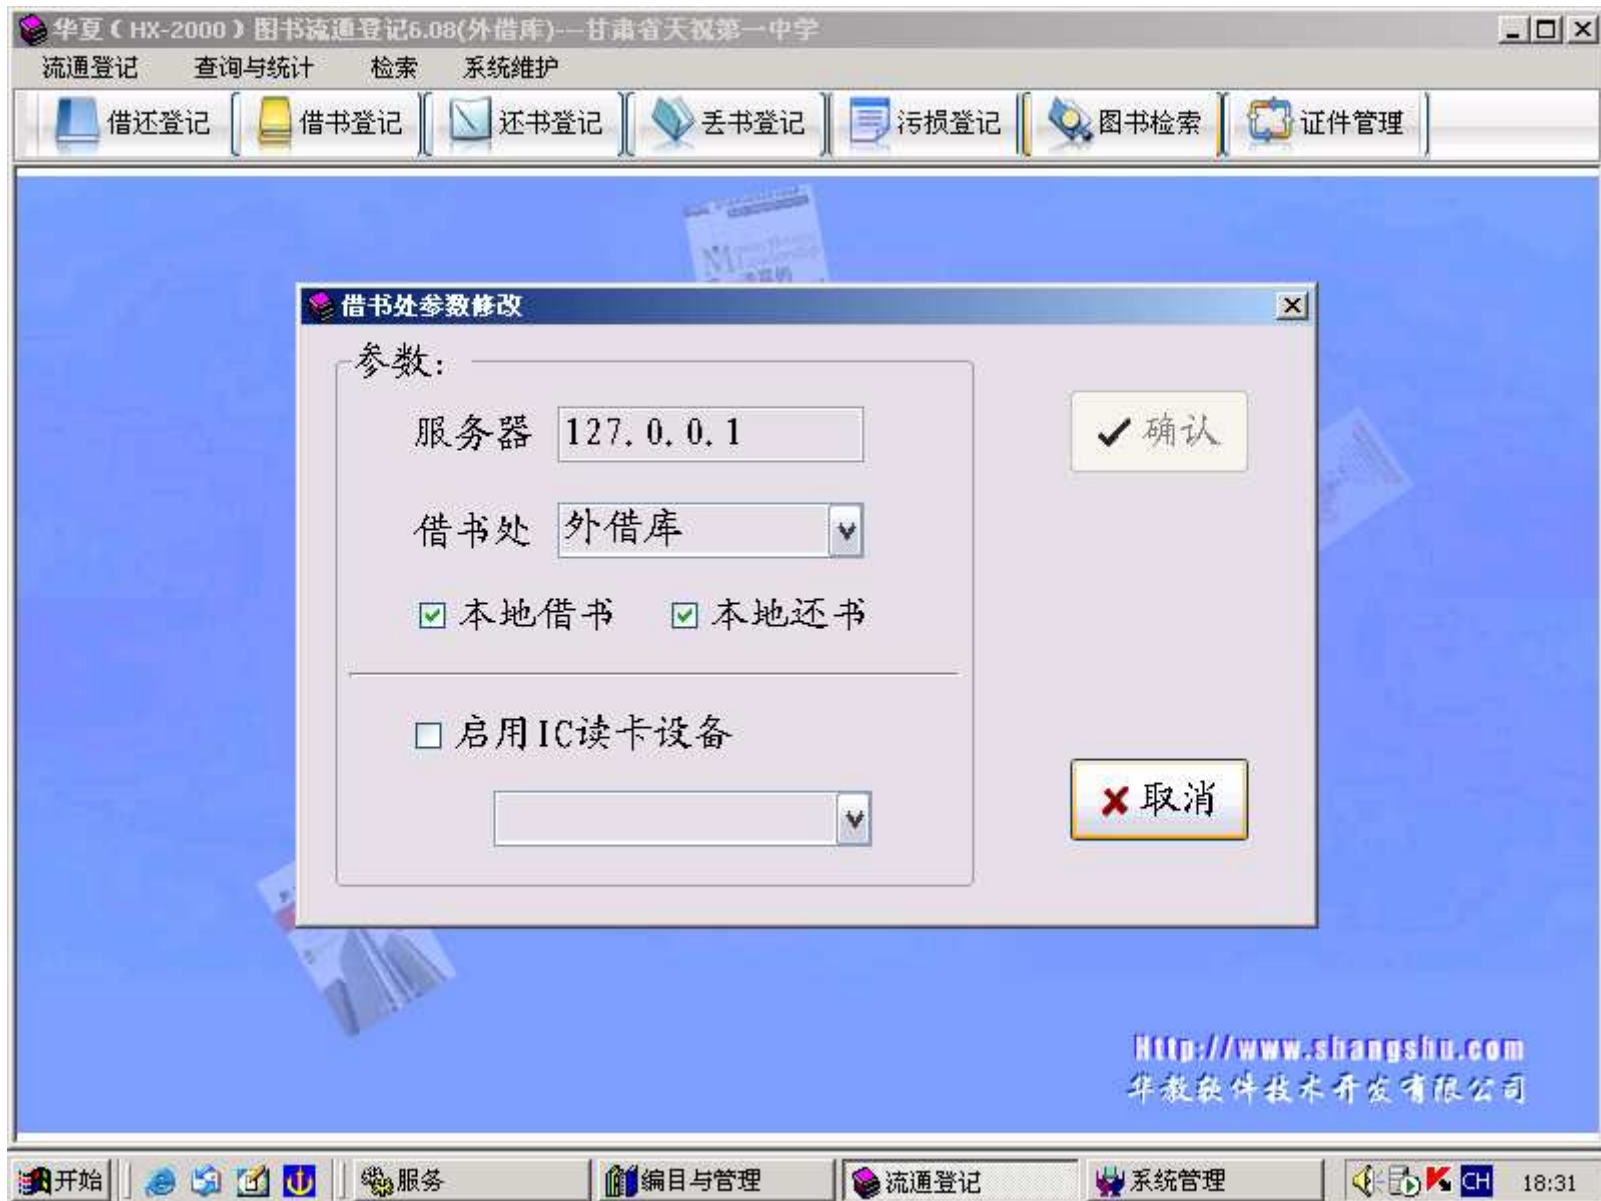 华夏（HX-2000）图书流通登记6.08(外借库)---甘肃省天祝第一中学
流通登记 查询与统计 检索 系统维护
借还登记 借书登记 还书登记 丢书登记 污损登记 图书检索 证件管理
借书处参数修改
参数:
服务器 127.0.0.1
确认
借书处 外借库
本地借书 本地还书
启用IC读卡设备
取消
Http://www.shangshu.com
华教软件技术开发有限公司
开始 服务 编目与管理 流通登记 系统管理 CH 18:31